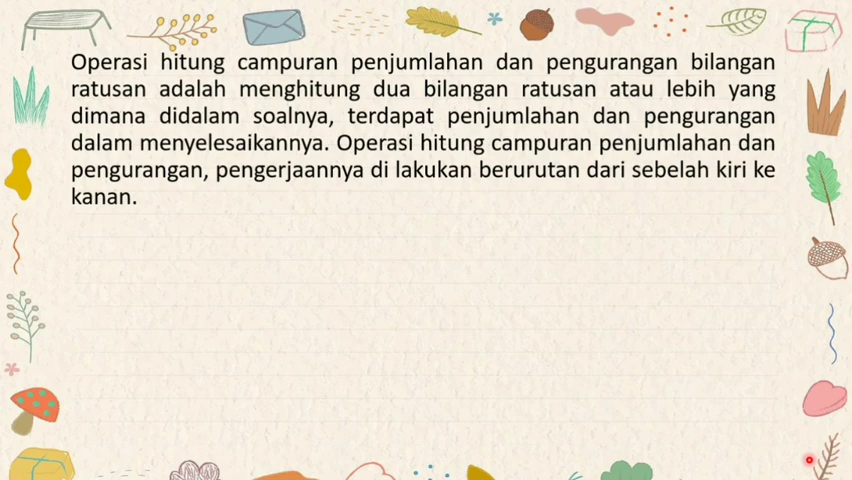 Operasi hitung campuran penjumlahan dan pengurangan bilangan
ratusan adalah menghitung dua bilangan ratusan atau lebih yang
dimana didalam soalnya, terdapat penjumlahan dan pengurangan
dalam menyelesaikannya. Operasi hitung campuran penjumlahan dan
pengurangan, pengerjaannya di lakukan berurutan dari sebelah kiri ke
kanan.